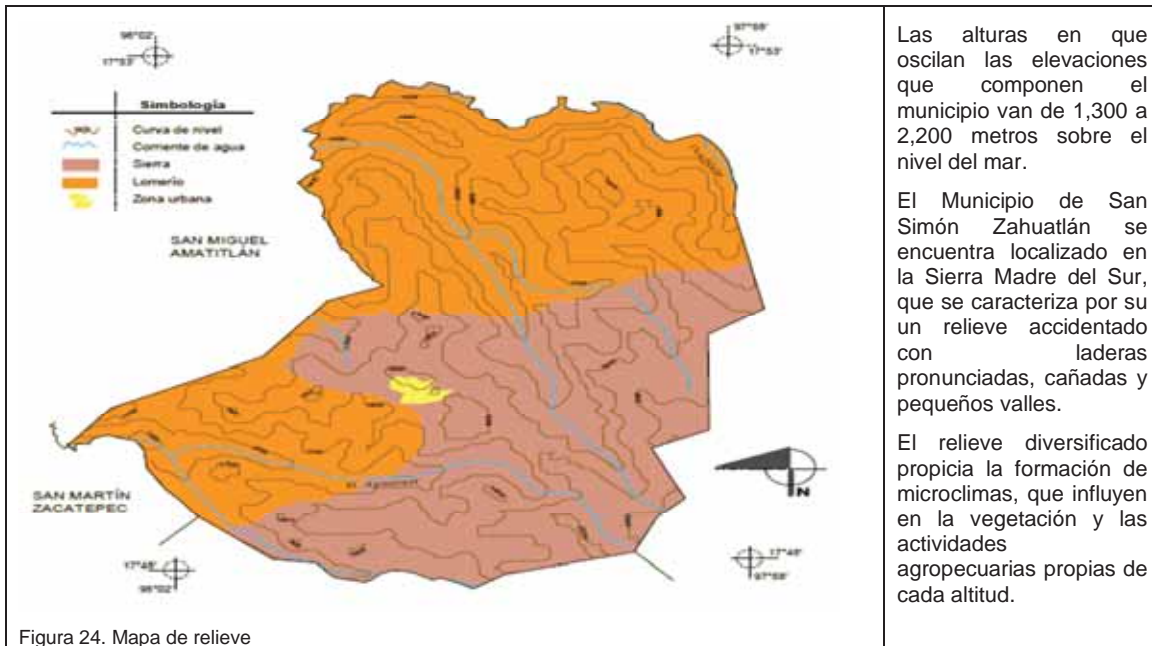 98°02'
17°53'
97°58'
17°53'
Simbología
Curva de nivel
Corriente de agua
Sierra
Lomerío
Zona urbana
SAN MIGUEL
AMATITLÁN
SAN MARTÍN
ZACATEPEC
N
17°48'
98°02'
17°48'
97°58'
Figura 24. Mapa de relieve
Las alturas en que
oscilan las elevaciones
que componen el
municipio van de 1,300 a
2,200 metros sobre el
nivel del mar.
El Municipio de San
Simón Zahuatlán se
encuentra localizado en
la Sierra Madre del Sur,
que se caracteriza por su
un relieve accidentado
con laderas
pronunciadas, cañadas y
pequeños valles.
El relieve diversificado
propicia la formación de
microclimas, que influyen
en la vegetación y las
actividades
agropecuarias propias de
cada altitud.